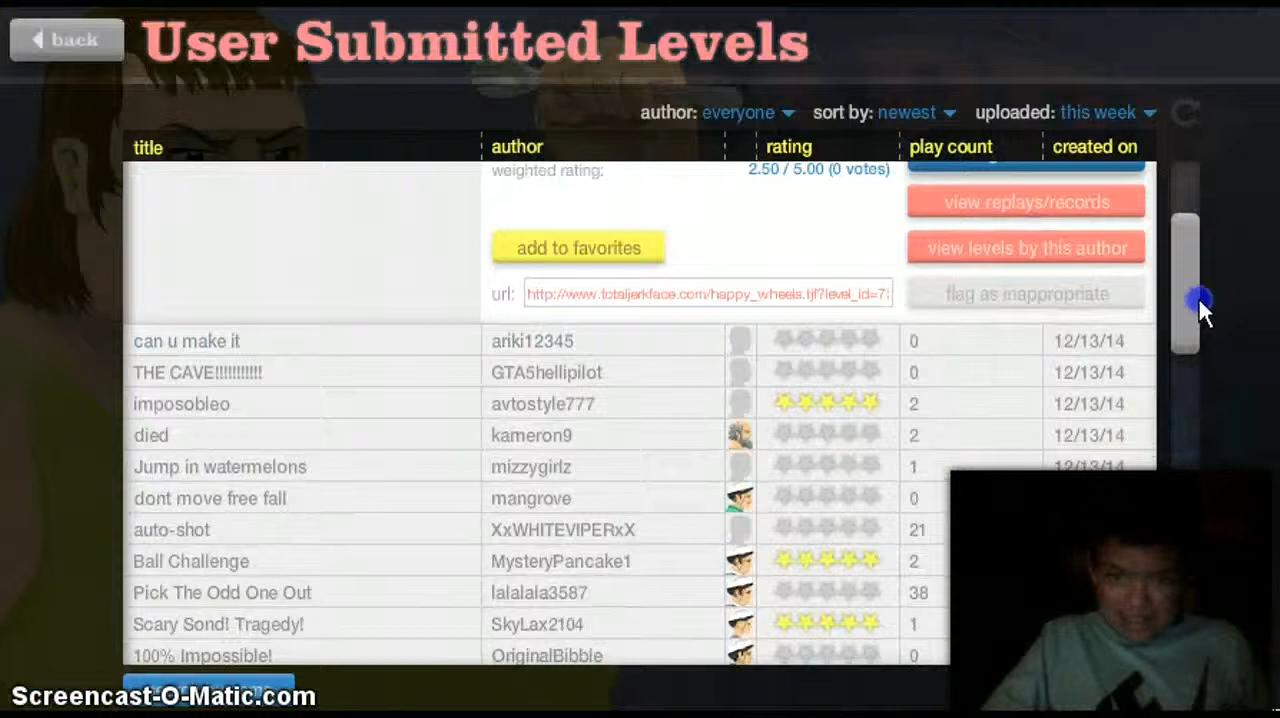 back
User Submitted Levels
author: everyone sort by: newest uploaded: this week
title author rating play count created on
weighted rating: 2.50 / 5.00 (0 votes)
view replays/records
add to favorites view levels by this author
url: http://www.totaljerkface.com/happy_wheels.tjf?level_id=7 flag as inappropriate
can u make it ariki12345 0 12/13/14
THE CAVE!!!!!!!!!!! GTA5hellipilot 0 12/13/14
imposobleo avtostyle777 2 12/13/14
died kameron9 2 12/13/14
Jump in watermelons mizzygirlz 1 12/13/14
dont move free fall mangrove 0
auto-shot XxWHITEVIPERxX 21
Ball Challenge MysteryPancake1 2
Pick The Odd One Out lalalala3587 38
Scary Sond! Tragedy! SkyLax2104 1
100% Impossible! OriginalBibble 0
Screencast-O-Matic.com